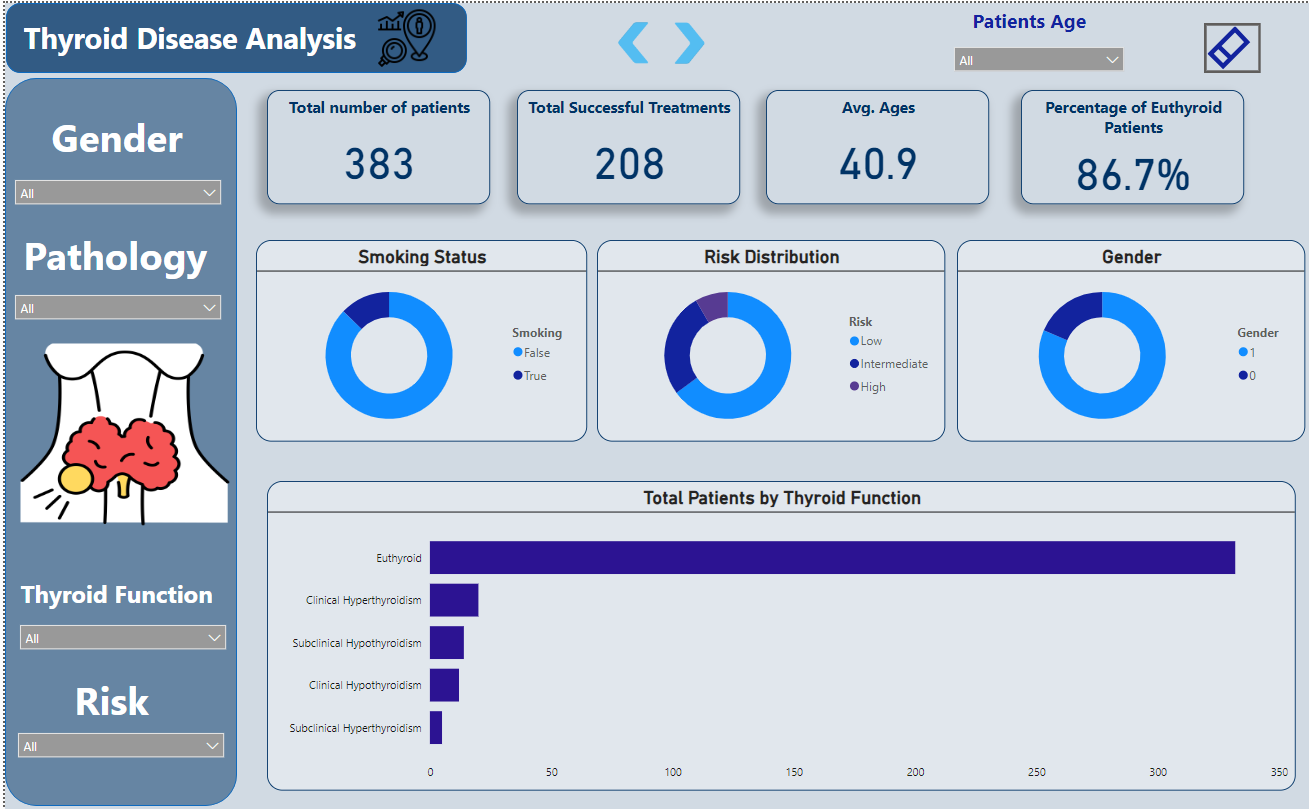 Thyroid Disease Analysis
Patients Age
All
Gender
All
Pathology
All
Thyroid Function
All
Risk
All
Total number of patients
383
Total Successful Treatments
208
Avg. Ages
40.9
Percentage of Euthyroid
Patients
86.7%
Smoking Status
Smoking
False
True
Risk Distribution
Risk
Low
Intermediate
High
Gender
Gender
1
0
Total Patients by Thyroid Function
Euthyroid
Clinical Hyperthyroidism
Subclinical Hypothyroidism
Clinical Hypothyroidism
Subclinical Hyperthyroidism
0 50 100 150 200 250 300 350